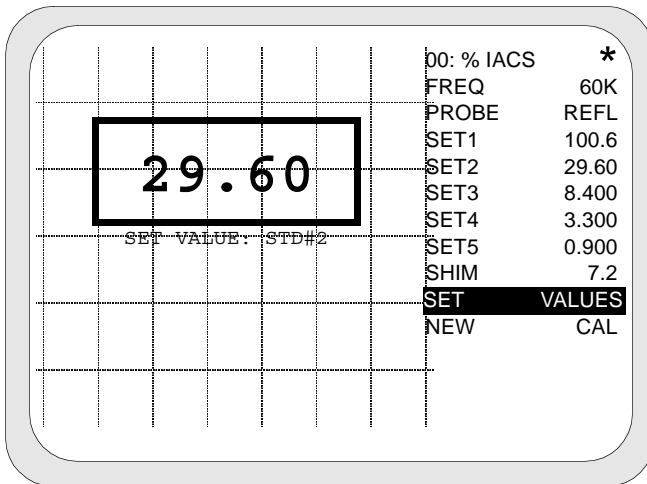 00: % IACS *
FREQ 60K
PROBE REFL
SET1 100.6
SET2 29.60
SET3 8.400
SET4 3.300
SET5 0.900
SHIM 7.2
SET VALUES
NEW CAL
29.60
SET VALUE: STD#2